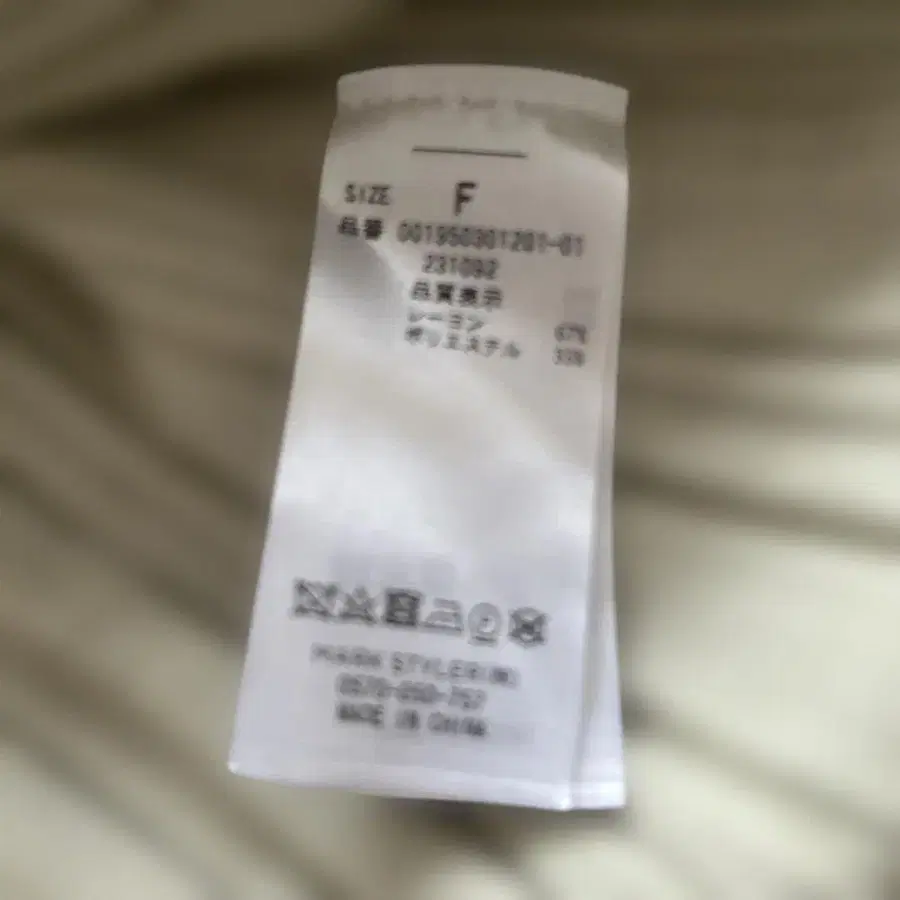 SIZE F
品番 001950301201-01
231092
品質表示
レーヨン 67%
ポリエステル 33%
MARK STYLER㈱
MADE IN CHINA